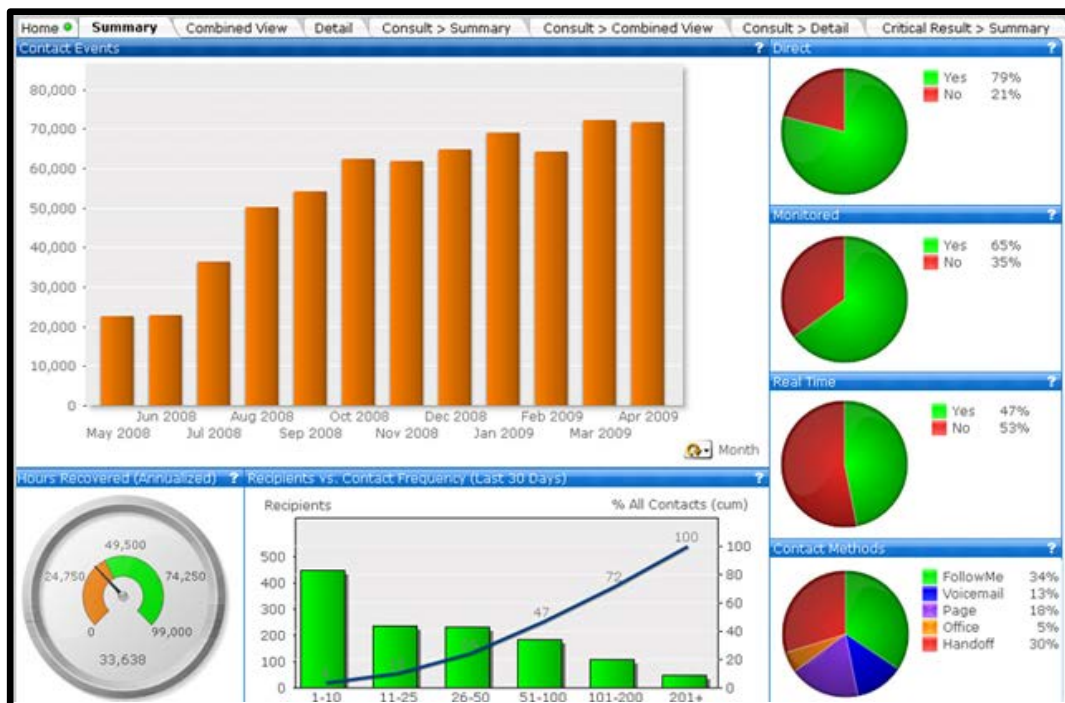 Home Summary Combined View Detail Consult > Summary Consult > Combined View Consult > Detail Critical Result > Summary
Contact Events ?
80,000
70,000
60,000
50,000
40,000
30,000
20,000
10,000
0
Jun 2008 Aug 2008 Oct 2008 Dec 2008 Feb 2009 Apr 2009
May 2008 Jul 2008 Sep 2008 Nov 2008 Jan 2009 Mar 2009
Month
Direct ?
Yes 79%
No 21%
Monitored ?
Yes 65%
No 35%
Real Time ?
Yes 47%
No 53%
Hours Recovered (Annualized) ?
49,500
24,750 74,250
0 99,000
33,638
Recipients vs. Contact Frequency (Last 30 Days) ?
Recipients % All Contacts (cum)
500
400
300
200
100
0
100
72
47
100
80
60
40
20
0
1-10 11-25 26-50 51-100 101-200 201+
Contact Methods ?
FollowMe 34%
Voicemail 13%
Page 18%
Office 5%
Handoff 30%